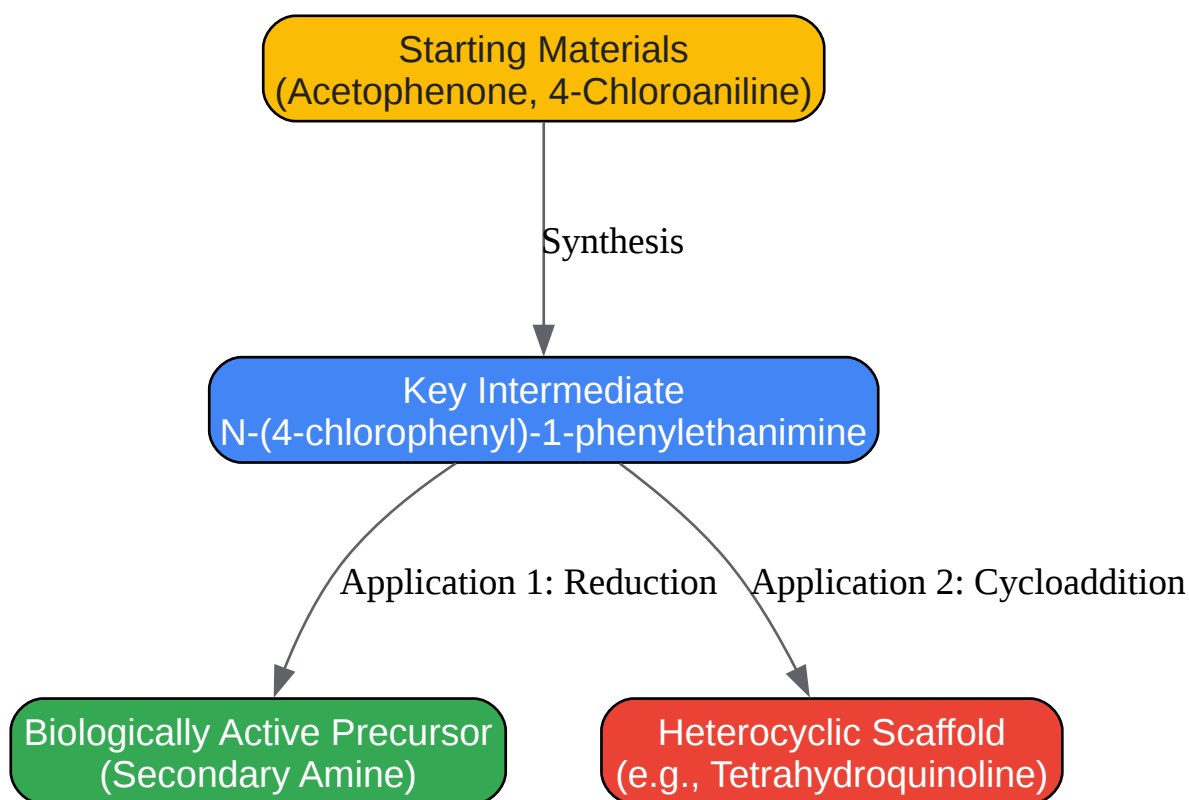 Starting Materials
(Acetophenone, 4-Chloroaniline)
Synthesis
Key Intermediate
N-(4-chlorophenyl)-1-phenylethanimine
Application 1: Reduction
Application 2: Cycloaddition
Biologically Active Precursor
(Secondary Amine)
Heterocyclic Scaffold
(e.g., Tetrahydroquinoline)